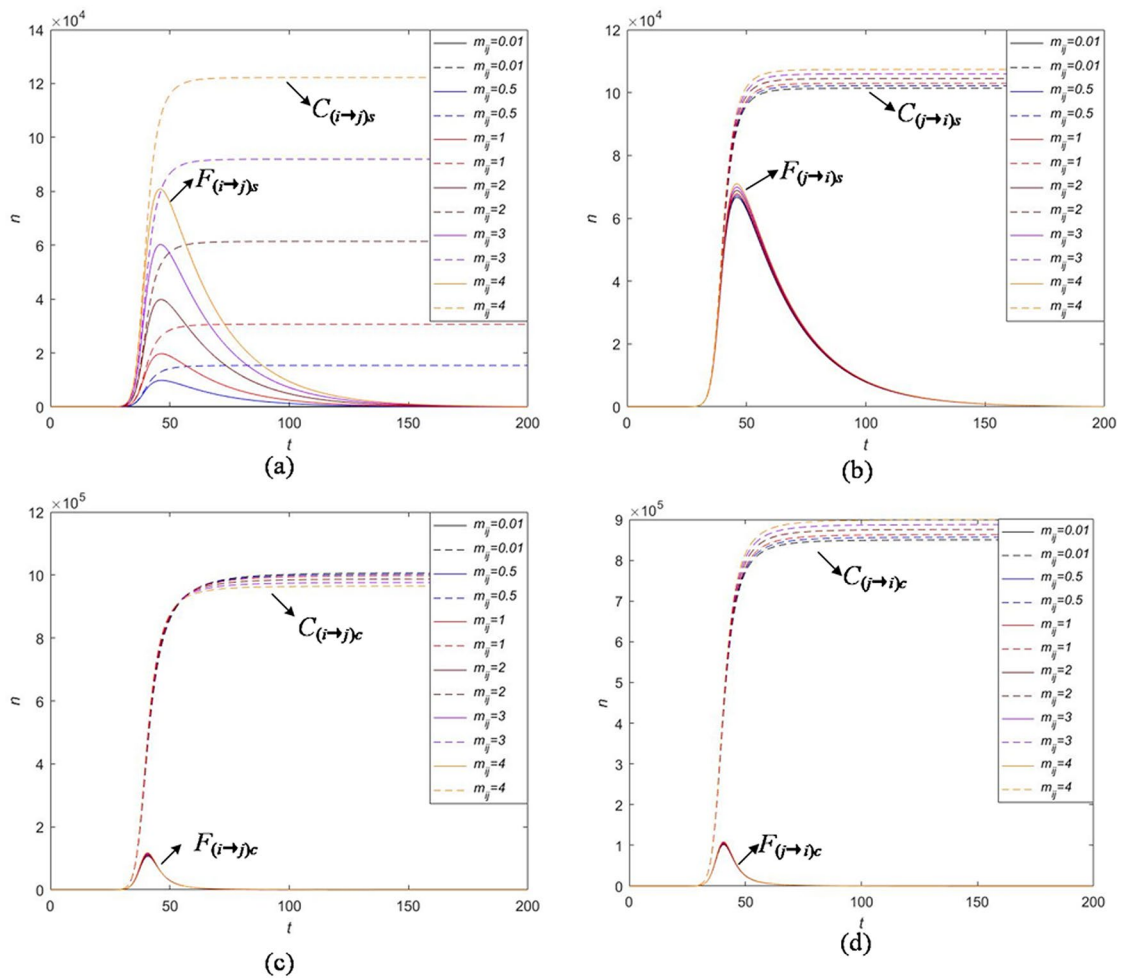 ×10⁴
14
12
10
8
6
4
2
0
n
0 50 100 150 200
t
C(i→j)s
F(i→j)s
m_ij=0.01
m_ij=0.01
m_ij=0.5
m_ij=0.5
m_ij=1
m_ij=1
m_ij=2
m_ij=2
m_ij=3
m_ij=3
m_ij=4
m_ij=4
(a)
×10⁴
12
10
8
6
4
2
0
n
0 50 100 150 200
t
C(j→i)s
F(j→i)s
m_ij=0.01
m_ij=0.01
m_ij=0.5
m_ij=0.5
m_ij=1
m_ij=1
m_ij=2
m_ij=2
m_ij=3
m_ij=3
m_ij=4
m_ij=4
(b)
×10⁵
12
10
8
6
4
2
0
n
0 50 100 150 200
t
C(i→j)c
F(i→j)c
m_ij=0.01
m_ij=0.01
m_ij=0.5
m_ij=0.5
m_ij=1
m_ij=1
m_ij=2
m_ij=2
m_ij=3
m_ij=3
m_ij=4
m_ij=4
(c)
×10⁵
9
8
7
6
5
4
3
2
1
0
n
0 50 100 150 200
t
C(j→i)c
F(j→i)c
m_ij=0.01
m_ij=0.01
m_ij=0.5
m_ij=0.5
m_ij=1
m_ij=1
m_ij=2
m_ij=2
m_ij=3
m_ij=3
m_ij=4
m_ij=4
(d)